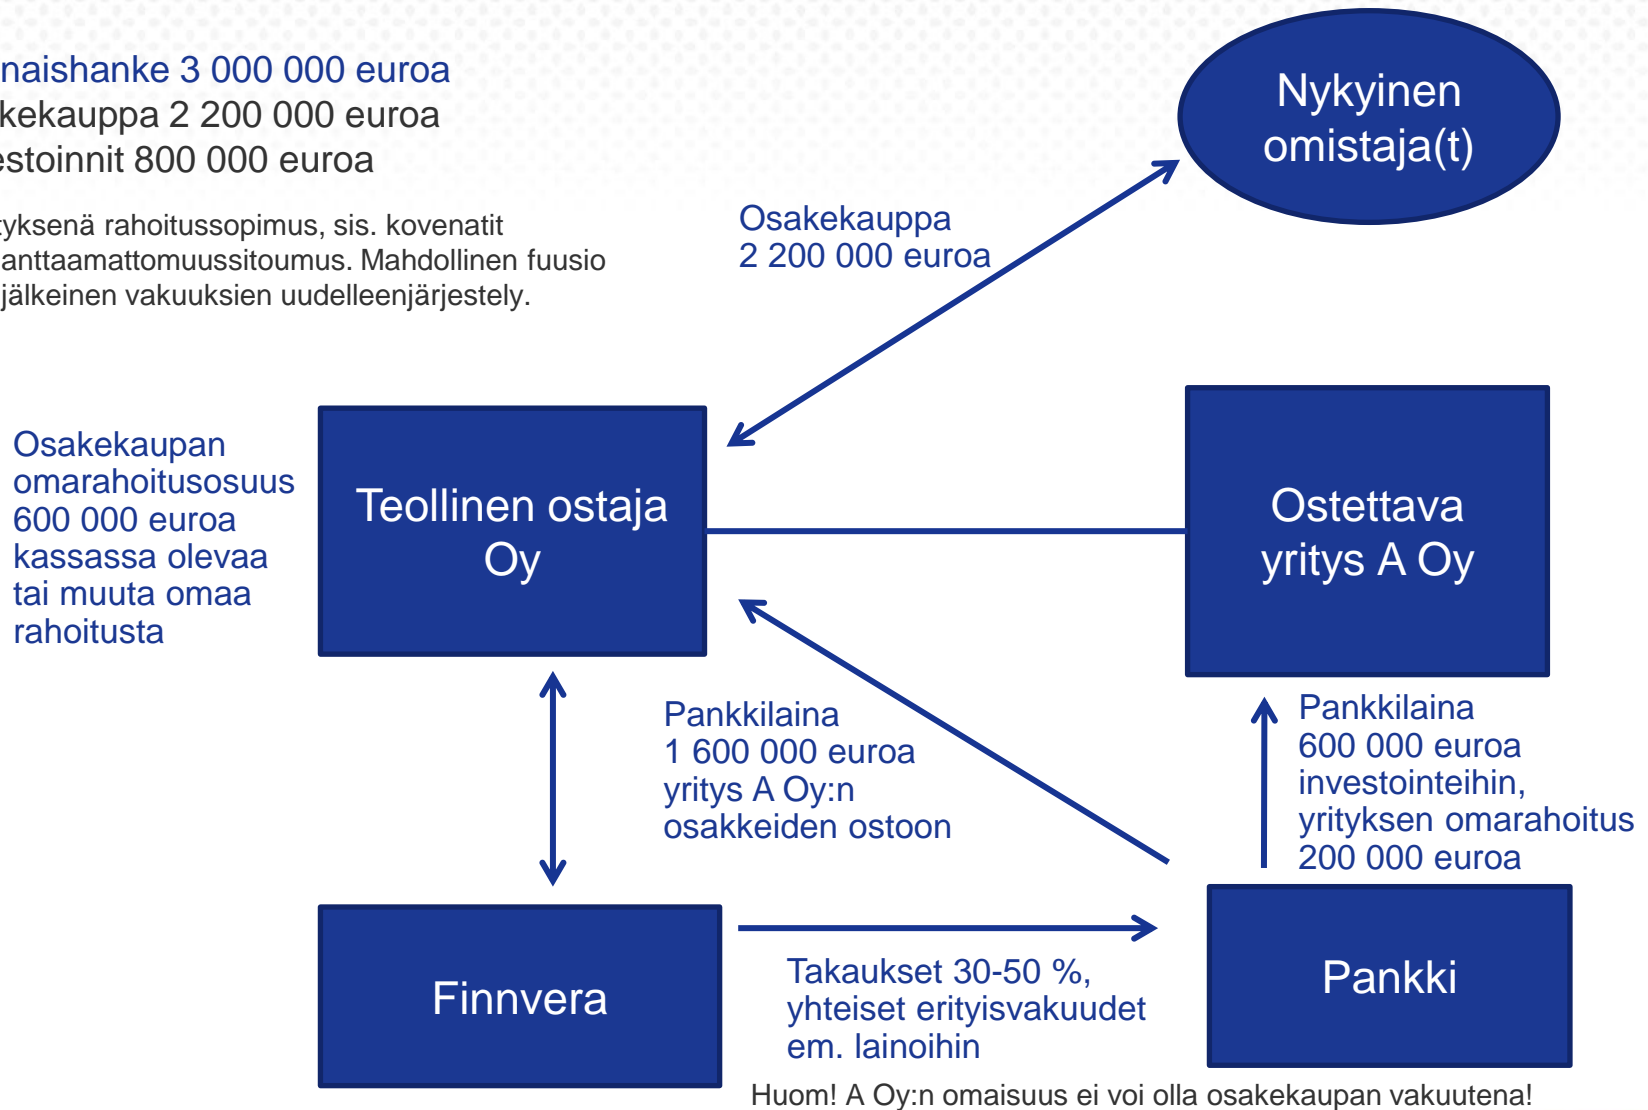 naishanke 3 000 000 euroa
kekauppa 2 200 000 euroa
estoinnit 800 000 euroa
tyksenä rahoitussopimus, sis. kovenatit
anttaamattomuussitoumus. Mahdollinen fuusio
jälkeinen vakuuksien uudelleenjärjestely.
Nykyinen
omistaja(t)
Osakekauppa
2 200 000 euroa
Osakekaupan
omarahoitusosuus
600 000 euroa
kassassa olevaa
tai muuta omaa
rahoitusta
Teollinen ostaja
Oy
Ostettava
yritys A Oy
Pankkilaina
1 600 000 euroa
yritys A Oy:n
osakkeiden ostoon
Pankkilaina
600 000 euroa
investointeihin,
yrityksen omarahoitus
200 000 euroa
Finnvera
Takaukset 30-50 %,
yhteiset erityisvakuudet
em. lainoihin
Pankki
Huom! A Oy:n omaisuus ei voi olla osakekaupan vakuutena!